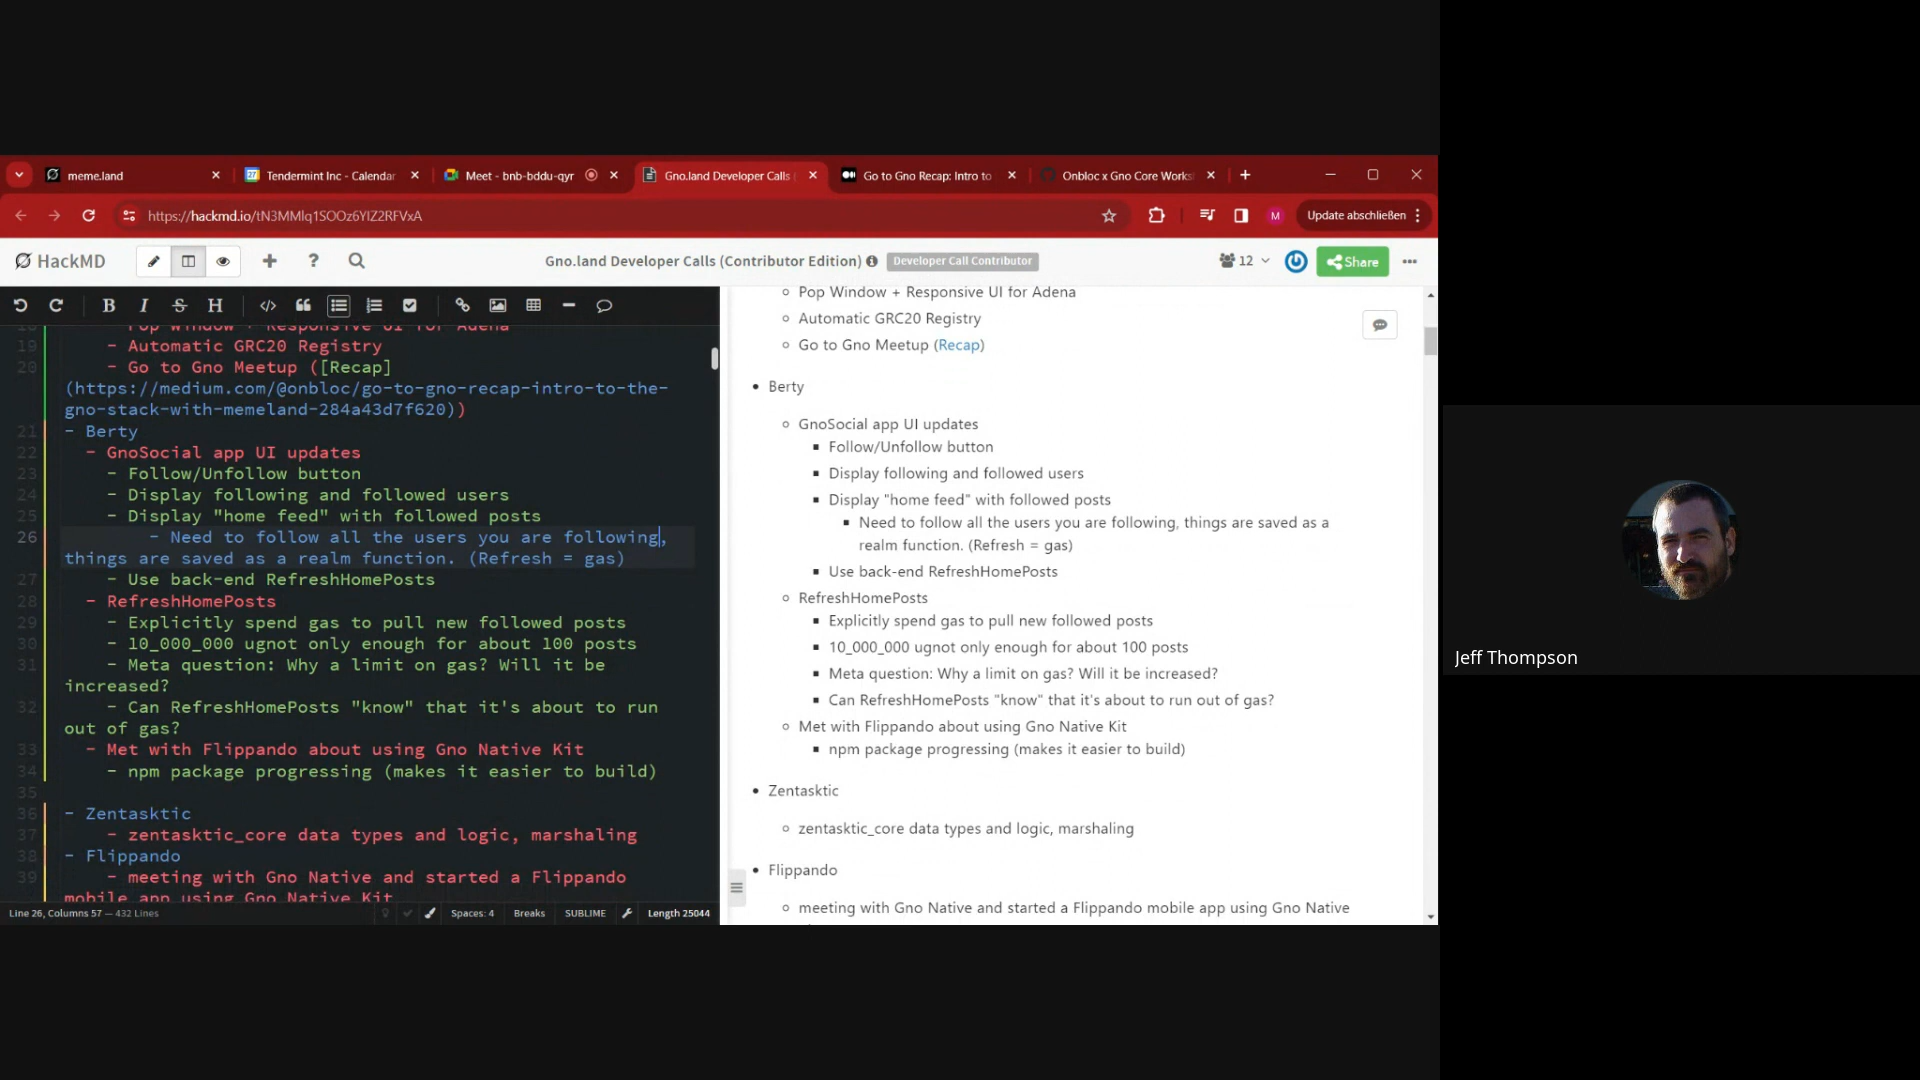 meme.land
Tendermint Inc - Calendar
Meet - bnb-bddu-qyr
Gno.land Developer Calls
Go to Gno Recap: Intro to
Onbloc x Gno Core Works
https://hackmd.io/tN3MMlq1SOOz6YIZ2RFVxA
M
Update abschließen
HackMD
Gno.land Developer Calls (Contributor Edition)
Developer Call Contributor
12
Share
18 - Pop Window + Responsive UI for Adena
19 - Automatic GRC20 Registry
20 - Go to Gno Meetup ([Recap]
(https://medium.com/@onbloc/go-to-gno-recap-intro-to-the-
gno-stack-with-memeland-284a43d7f620))
21 - Berty
22 - GnoSocial app UI updates
23 - Follow/Unfollow button
24 - Display following and followed users
25 - Display "home feed" with followed posts
26 - Need to follow all the users you are following,
things are saved as a realm function. (Refresh = gas)
27 - Use back-end RefreshHomePosts
28 - RefreshHomePosts
29 - Explicitly spend gas to pull new followed posts
30 - 10_000_000 ugnot only enough for about 100 posts
31 - Meta question: Why a limit on gas? Will it be
increased?
32 - Can RefreshHomePosts "know" that it's about to run
out of gas?
33 - Met with Flippando about using Gno Native Kit
34 - npm package progressing (makes it easier to build)
35
36 - Zentasktic
37 - zentasktic_core data types and logic, marshaling
38 - Flippando
39 - meeting with Gno Native and started a Flippando
mobile app using Gno Native Kit
Line 26, Columns 57 — 432 Lines
Spaces: 4
Breaks
SUBLIME
Length 25044
Pop Window + Responsive UI for Adena
Automatic GRC20 Registry
Go to Gno Meetup (Recap)
Berty
GnoSocial app UI updates
Follow/Unfollow button
Display following and followed users
Display "home feed" with followed posts
Need to follow all the users you are following, things are saved as a
realm function. (Refresh = gas)
Use back-end RefreshHomePosts
RefreshHomePosts
Explicitly spend gas to pull new followed posts
10_000_000 ugnot only enough for about 100 posts
Meta question: Why a limit on gas? Will it be increased?
Can RefreshHomePosts "know" that it's about to run out of gas?
Met with Flippando about using Gno Native Kit
npm package progressing (makes it easier to build)
Zentasktic
zentasktic_core data types and logic, marshaling
Flippando
meeting with Gno Native and started a Flippando mobile app using Gno Native
Jeff Thompson